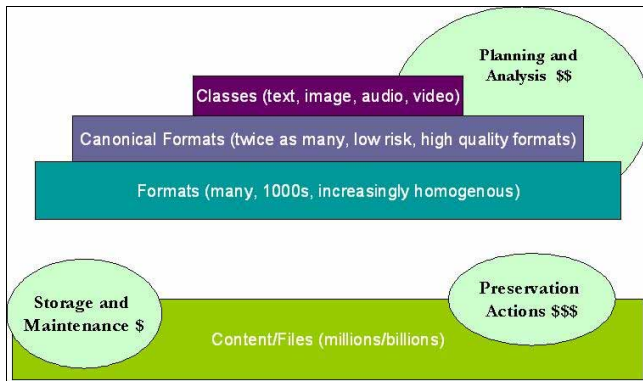 Planning and
Analysis $$
Classes (text, image, audio, video)
Canonical Formats (twice as many, low risk, high quality formats)
Formats (many, 1000s, increasingly homogenous)
Storage and
Maintenance $
Preservation
Actions $$$
Content/Files (millions/billions)